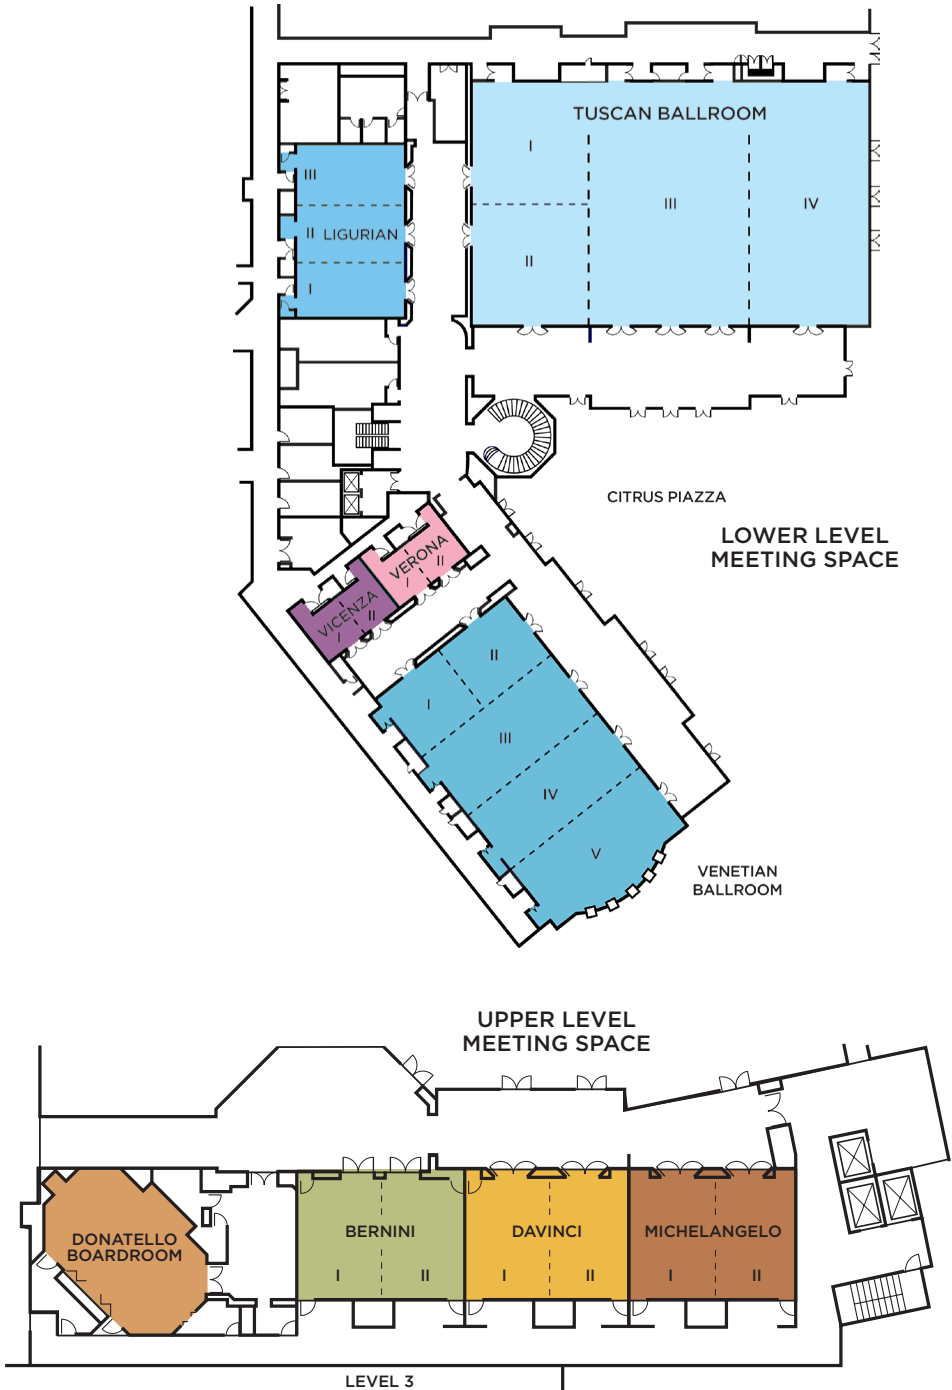 TUSCAN BALLROOM
I
III
IV
II
III
II LIGURIAN
I
CITRUS PIAZZA
LOWER LEVEL
MEETING SPACE
VERONA
I II
VICENZA
I II
II
I
III
IV
V
VENETIAN
BALLROOM
UPPER LEVEL
MEETING SPACE
DONATELLO
BOARDROOM
BERNINI
I II
DAVINCI
I II
MICHELANGELO
I II
LEVEL 3